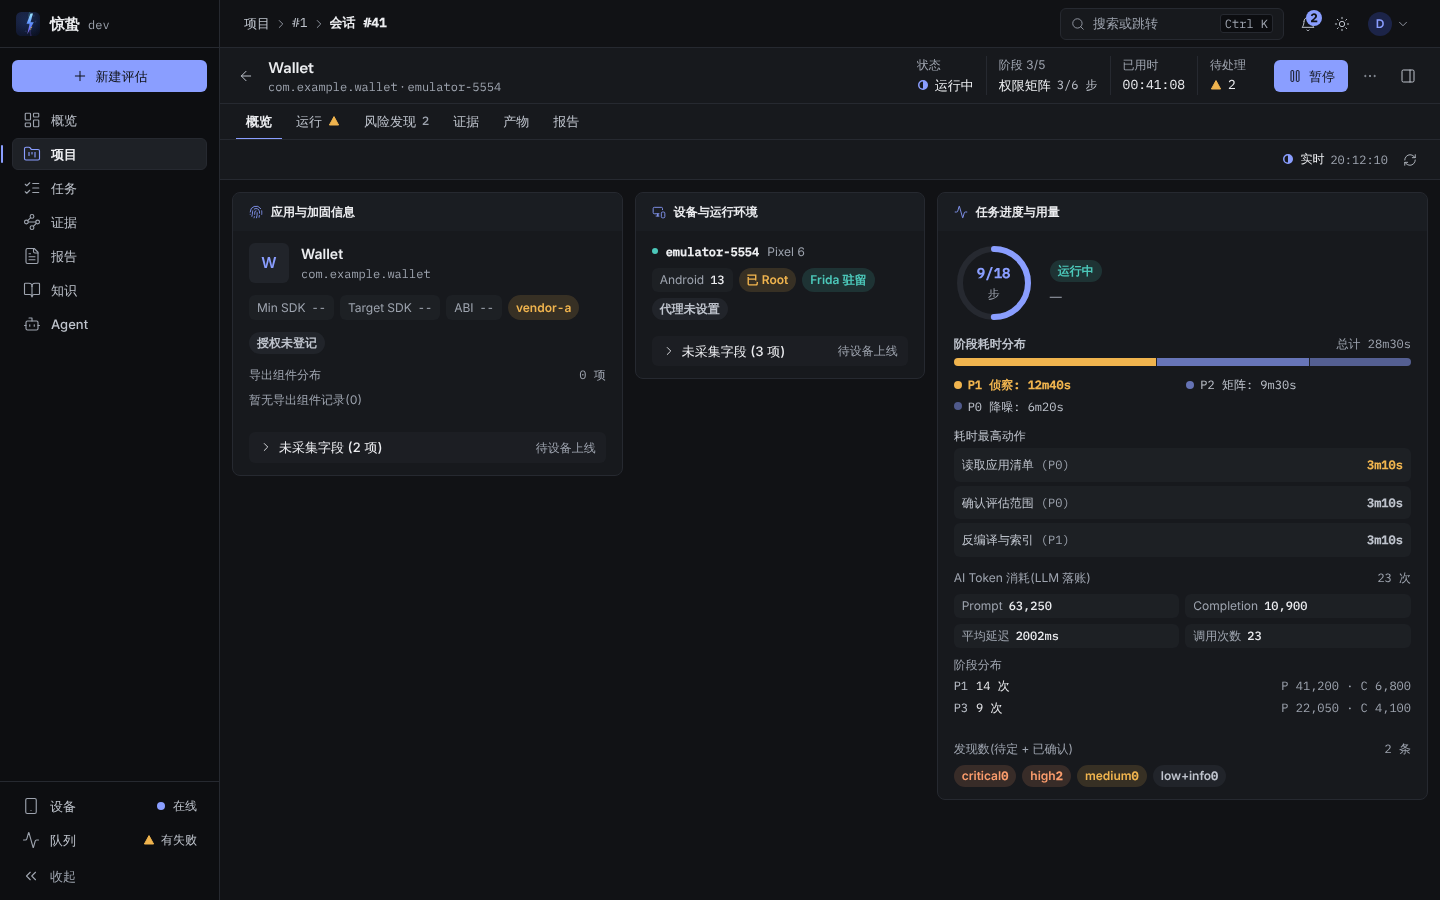 惊蛰 dev
项目 > #1 > 会话 #41
搜索或跳转 Ctrl K
2
D
新建评估
概览
项目
任务
证据
报告
知识
Agent
设备 在线
队列 有失败
收起
Wallet
com.example.wallet·emulator-5554
状态
运行中
阶段 3/5
权限矩阵 3/6 步
已用时
00:41:08
待处理
2
暂停
概览 运行 风险发现 2 证据 产物 报告
实时 20:12:10
应用与加固信息
W
Wallet
com.example.wallet
Min SDK -- Target SDK -- ABI -- vendor-a
授权未登记
导出组件分布 0 项
暂无导出组件记录(0)
未采集字段 (2 项) 待设备上线
设备与运行环境
emulator-5554 Pixel 6
Android 13 已 Root Frida 驻留
代理未设置
未采集字段 (3 项) 待设备上线
任务进度与用量
9/18
步
运行中
—
阶段耗时分布 总计 28m30s
P1 侦察: 12m40s P2 矩阵: 9m30s
P0 降噪: 6m20s
耗时最高动作
读取应用清单 (P0) 3m10s
确认评估范围 (P0) 3m10s
反编译与索引 (P1) 3m10s
AI Token 消耗(LLM 落账) 23 次
Prompt 63,250 Completion 10,900
平均延迟 2002ms 调用次数 23
阶段分布
P1 14 次 P 41,200 · C 6,800
P3 9 次 P 22,050 · C 4,100
发现数(待定 + 已确认) 2 条
critical0 high2 medium0 low+info0